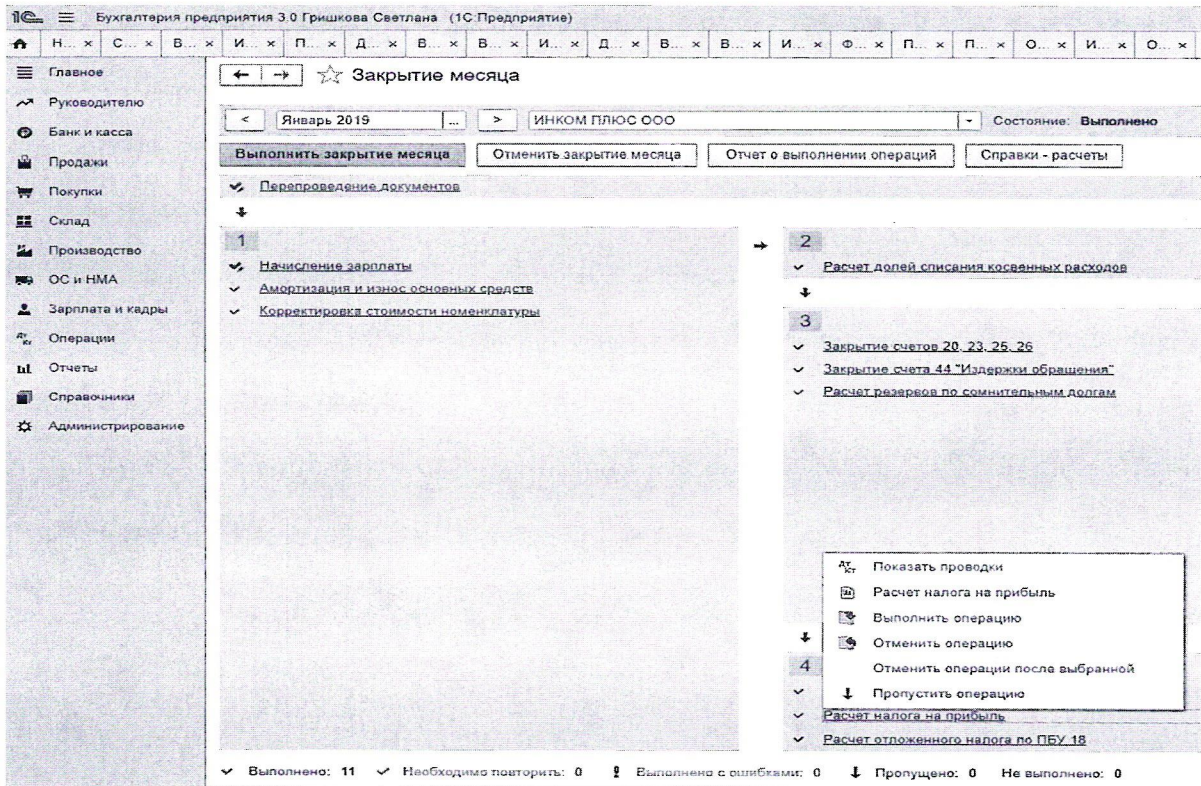 1С Бухгалтерия предприятия 3.0 Гришкова Светлана (1С:Предприятие)
Н... × С... × В... × И... × П... × Д... × В... × В... × И... × Д... × В... × В... × И... × Ф... × П... × П... × О... × И... × О... ×
Главное
Руководителю
Банк и касса
Продажи
Покупки
Склад
Производство
ОС и НМА
Зарплата и кадры
Операции
Отчеты
Справочники
Администрирование
← → Закрытие месяца
< Январь 2019 ... > ИНКОМ ПЛЮС ООО Состояние: Выполнено
Выполнить закрытие месяца Отменить закрытие месяца Отчет о выполнении операций Справки - расчеты
Перепроведение документов
1
Начисление зарплаты
Амортизация и износ основных средств
Корректировка стоимости номенклатуры
2
Расчет долей списания косвенных расходов
3
Закрытие счетов 20, 23, 25, 26
Закрытие счета 44 "Издержки обращения"
Расчет резервов по сомнительным долгам
Дт Кт Показать проводки
Расчет налога на прибыль
Выполнить операцию
Отменить операцию
Отменить операции после выбранной
Пропустить операцию
4
Расчет налога на прибыль
Расчет отложенного налога по ПБУ 18
Выполнено: 11 Необходимо повторить: 0 Выполнено с ошибками: 0 Пропущено: 0 Не выполнено: 0